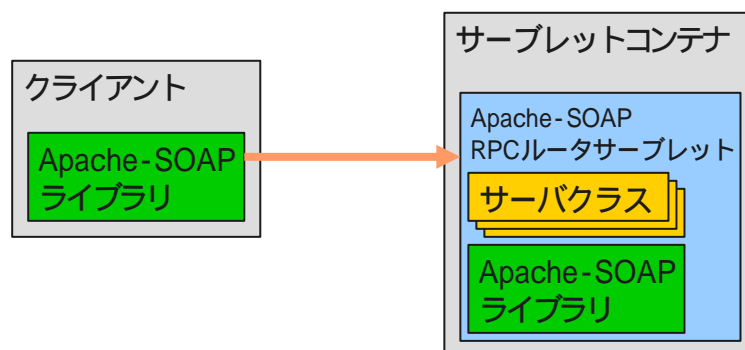 クライアント
Apache-SOAP
ライブラリ
サーブレットコンテナ
Apache-SOAP
RPCルータサーブレット
サーバクラス
Apache-SOAP
ライブラリ